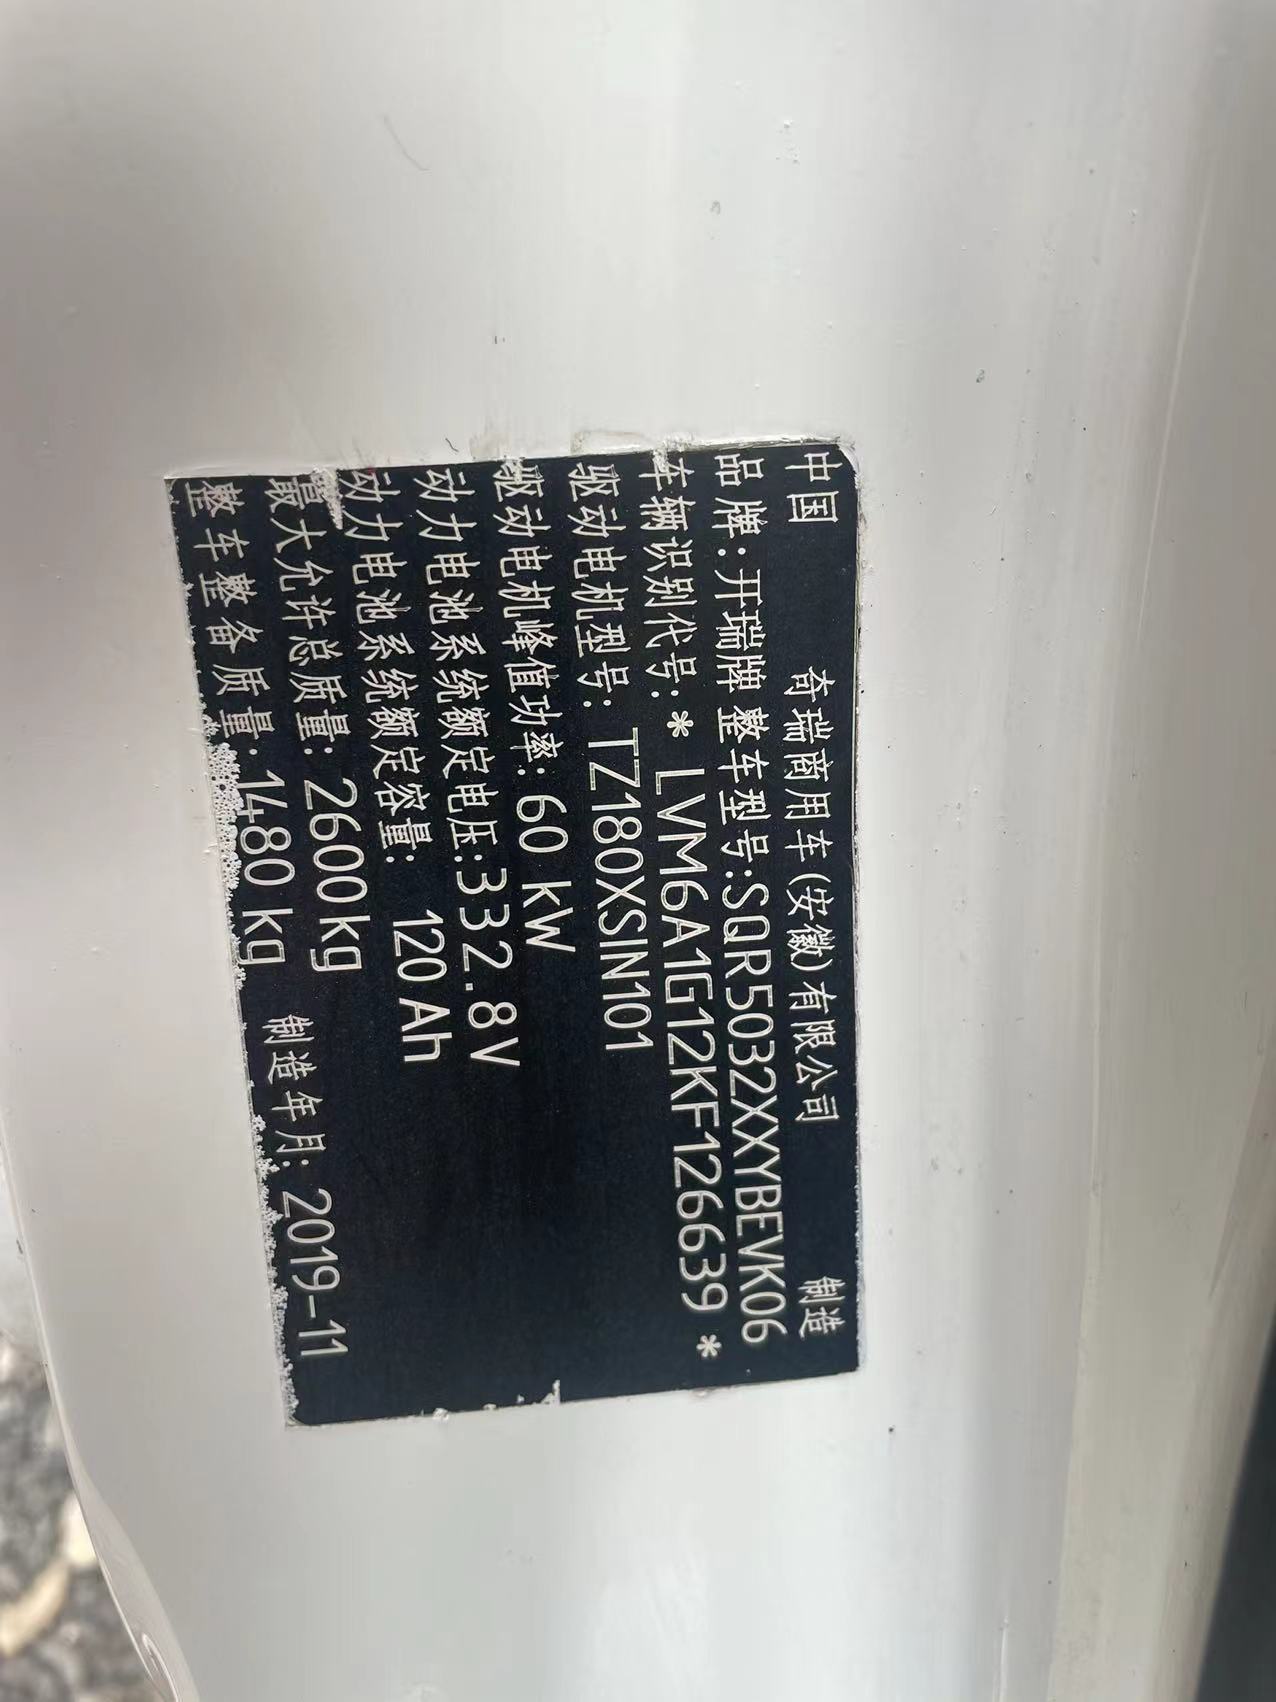 中国 奇瑞商用车(安徽)有限公司 制造
品牌:开瑞牌 整车型号:SQR5032XXYBEVK06
车辆识别代号:* LVM6A1G12KF126639 *
驱动电机型号: TZ180XSIN101
驱动电机峰值功率: 60 kW
动力电池系统额定电压:332.8V
动力电池系统额定容量: 120 Ah
最大允许总质量: 2600kg
整车整备质量: 1480 kg 制造年月: 2019-11